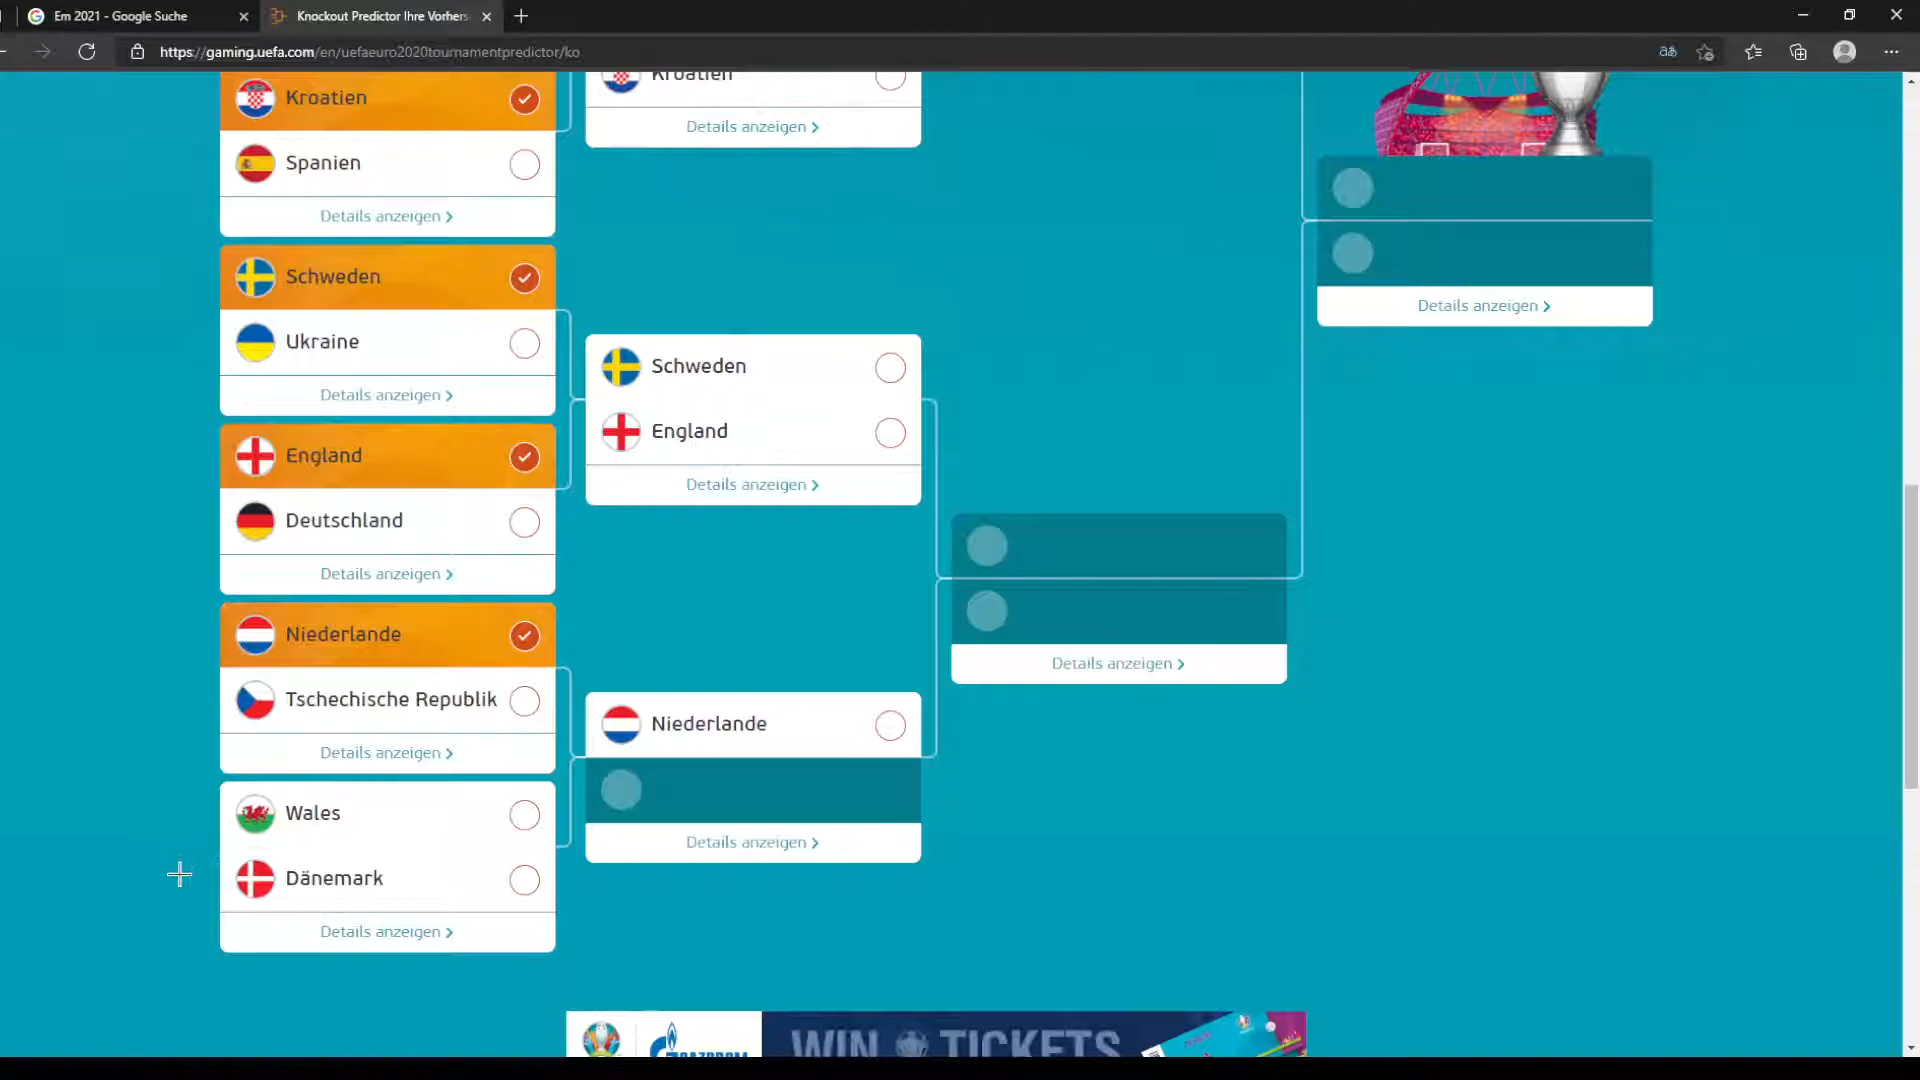 Em 2021 - Google Suche
Knockout Predictor Ihre Vorhers
https://gaming.uefa.com/en/uefaeuro2020tournamentpredictor/ko
Kroatien
Spanien
Details anzeigen
Schweden
Ukraine
Details anzeigen
England
Deutschland
Details anzeigen
Niederlande
Tschechische Republik
Details anzeigen
Wales
Dänemark
Details anzeigen
Kroatien
Details anzeigen
Schweden
England
Details anzeigen
Niederlande
Details anzeigen
Details anzeigen
Details anzeigen
GAZPROM
WIN TICKETS